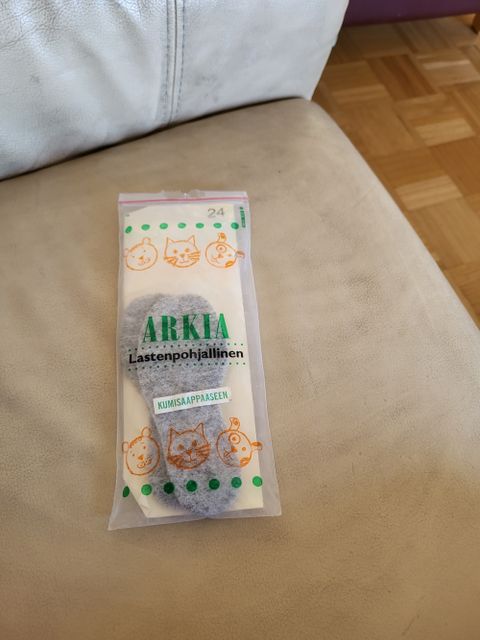 24
ARKIA
Lastenpohjallinen
KUMISAAPPAASEEN